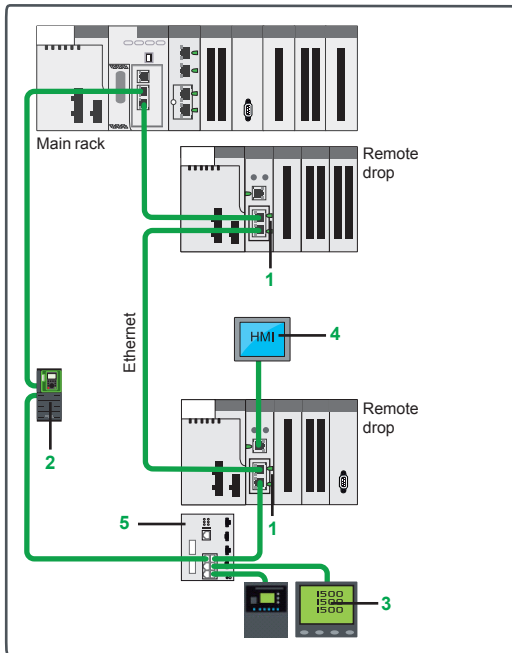 Main rack
Remote
drop
1
HMI
4
Ethernet
2
Remote
drop
1
5
1500
1500
1500
3